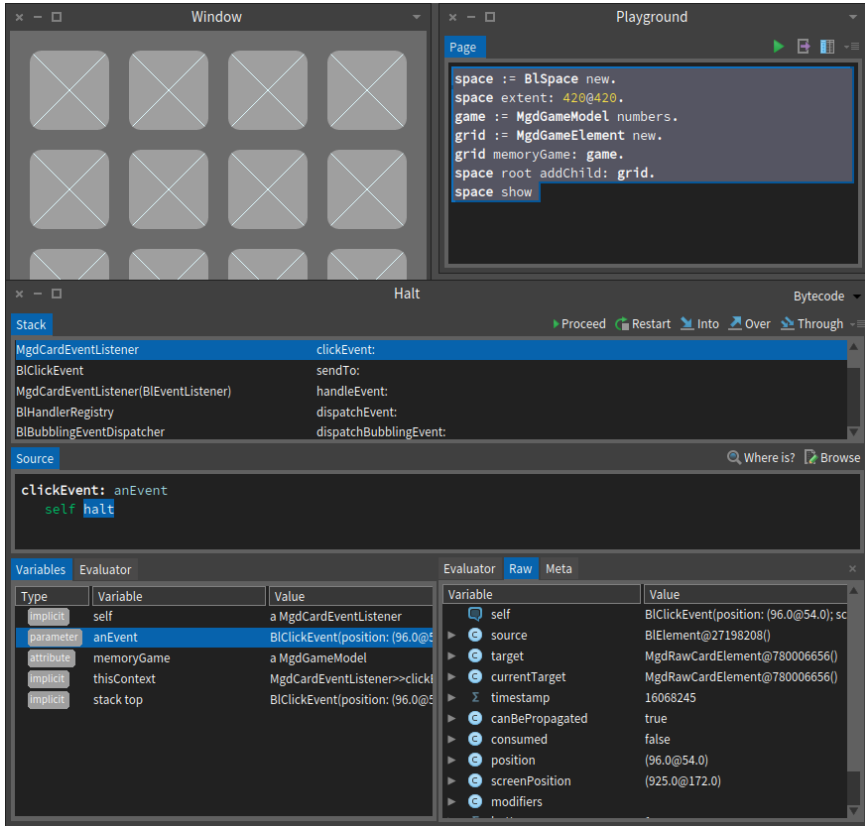 Window
Playground
Page
space := BlSpace new.
space extent: 420@420.
game := MgdGameModel numbers.
grid := MgdGameElement new.
grid memoryGame: game.
space root addChild: grid.
space show
Halt
Bytecode
Stack
Proceed Restart Into Over Through
MgdCardEventListener clickEvent:
BlClickEvent sendTo:
MgdCardEventListener(BlEventListener) handleEvent:
BlHandlerRegistry dispatchEvent:
BlBubblingEventDispatcher dispatchBubblingEvent:
Source
Where is? Browse
clickEvent: anEvent
self halt
Variables Evaluator
Type Variable Value
implicit self a MgdCardEventListener
parameter anEvent BlClickEvent(position: (96.0@5
attribute memoryGame a MgdGameModel
implicit thisContext MgdCardEventListener>>clickE
implicit stack top BlClickEvent(position: (96.0@5
Evaluator Raw Meta
Variable Value
self BlClickEvent(position: (96.0@54.0); sc
source BlElement@27198208()
target MgdRawCardElement@780006656()
currentTarget MgdRawCardElement@780006656()
timestamp 16068245
canBePropagated true
consumed false
position (96.0@54.0)
screenPosition (925.0@172.0)
modifiers